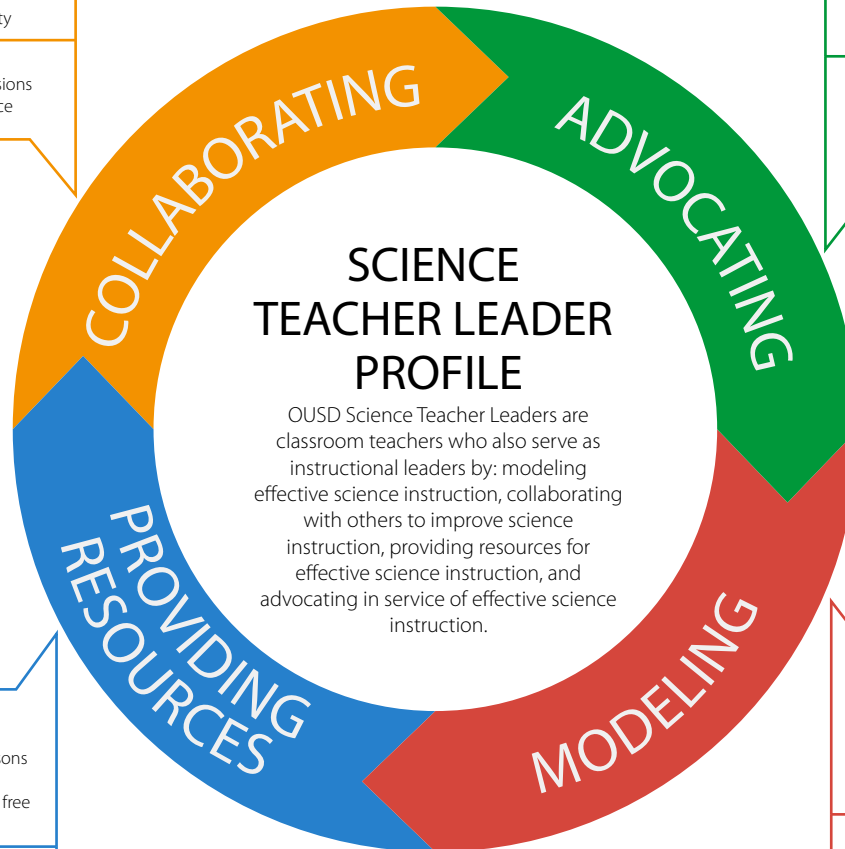 COLLABORATING
ADVOCATING
SCIENCE
TEACHER LEADER
PROFILE
OUSD Science Teacher Leaders are
classroom teachers who also serve as
instructional leaders by: modeling
effective science instruction, collaborating
with others to improve science
instruction, providing resources for
effective science instruction, and
advocating in service of effective science
instruction.
PROVIDING
RESOURCES
MODELING
free